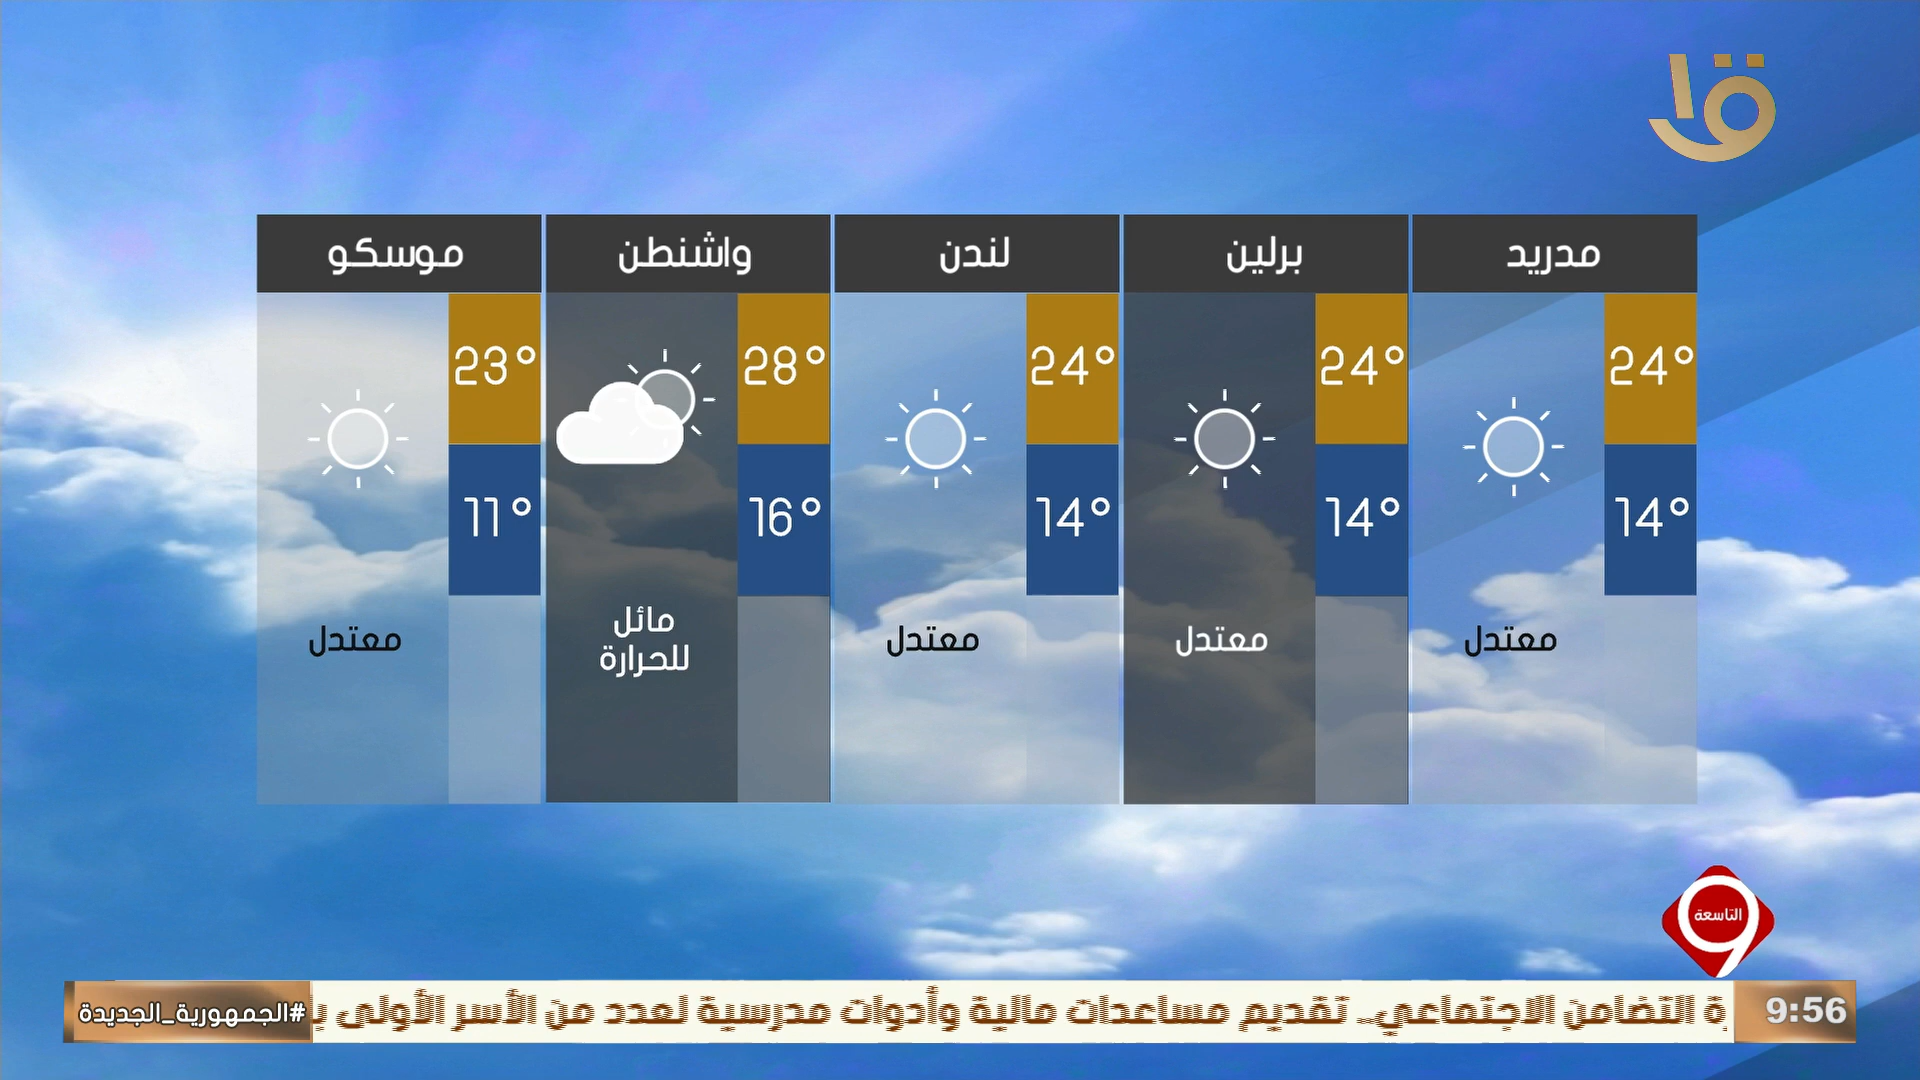 مدريد
24°
14°
معتدل
برلين
24°
14°
معتدل
لندن
24°
14°
معتدل
واشنطن
28°
16°
مائل
للحرارة
موسكو
23°
11°
معتدل
التاسعة
9
9:56
التضامن الاجتماعي.. تقديم مساعدات مالية وأدوات مدرسية لعدد من الأسر الأولى
#الجمهورية_الجديدة